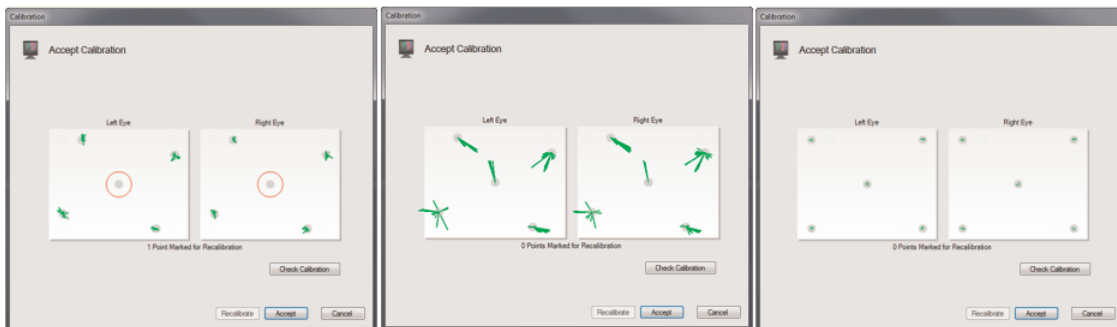 Calibration
Accept Calibration
Left Eye Right Eye
1 Point Marked for Recalibration
Check Calibration
Recalibrate Accept Cancel
Calibration
Accept Calibration
Left Eye Right Eye
0 Points Marked for Recalibration
Check Calibration
Recalibrate Accept Cancel
Calibration
Accept Calibration
Left Eye Right Eye
0 Points Marked for Recalibration
Check Calibration
Recalibrate Accept Cancel